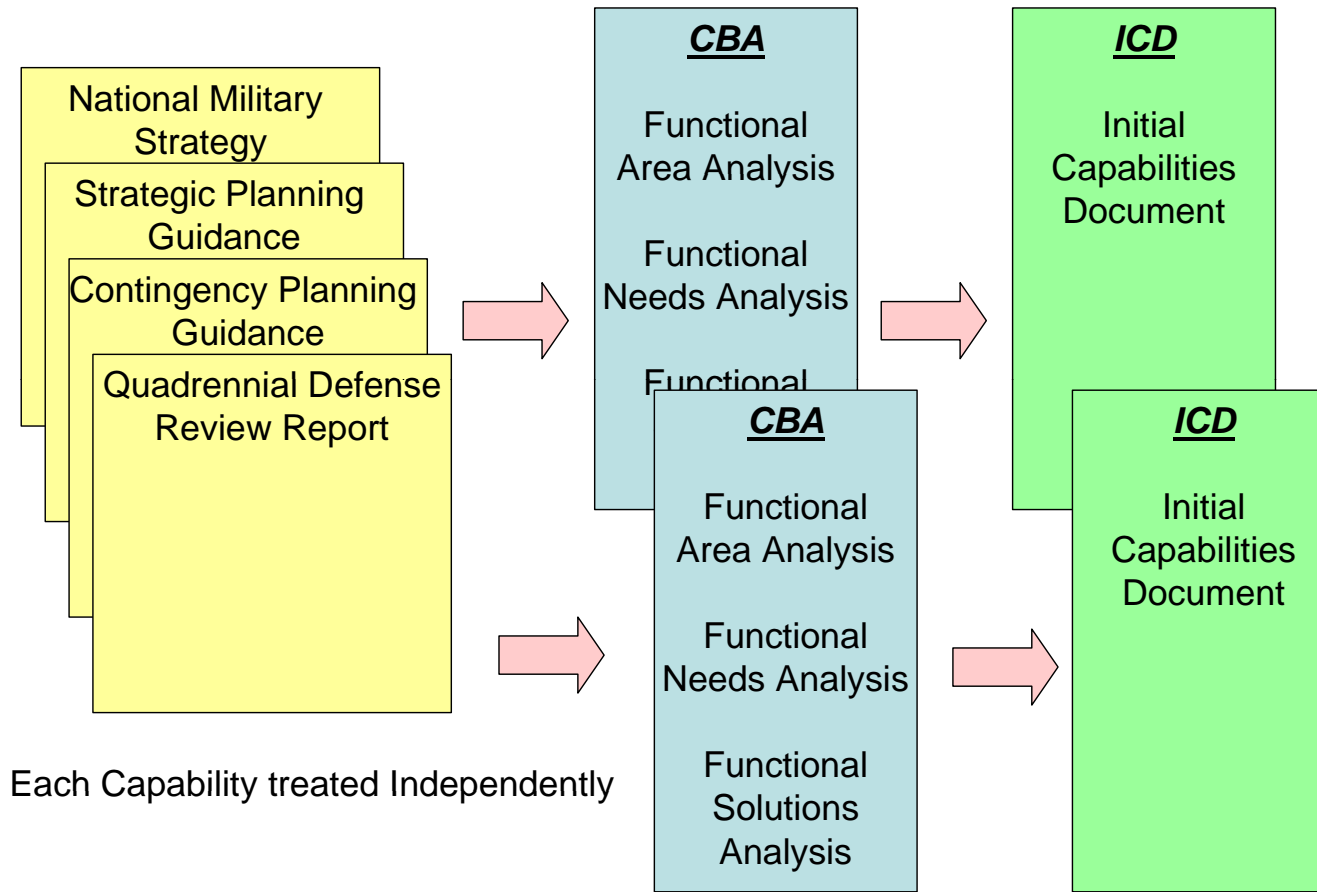 National Military
Strategy
Strategic Planning
Guidance
Contingency Planning
Guidance
Quadrennial Defense
Review Report
CBA
Functional
Area Analysis
Functional
Needs Analysis
Functional
ICD
Initial
Capabilities
Document
CBA
Functional
Area Analysis
Functional
Needs Analysis
Functional
Solutions
Analysis
ICD
Initial
Capabilities
Document
Each Capability treated Independently